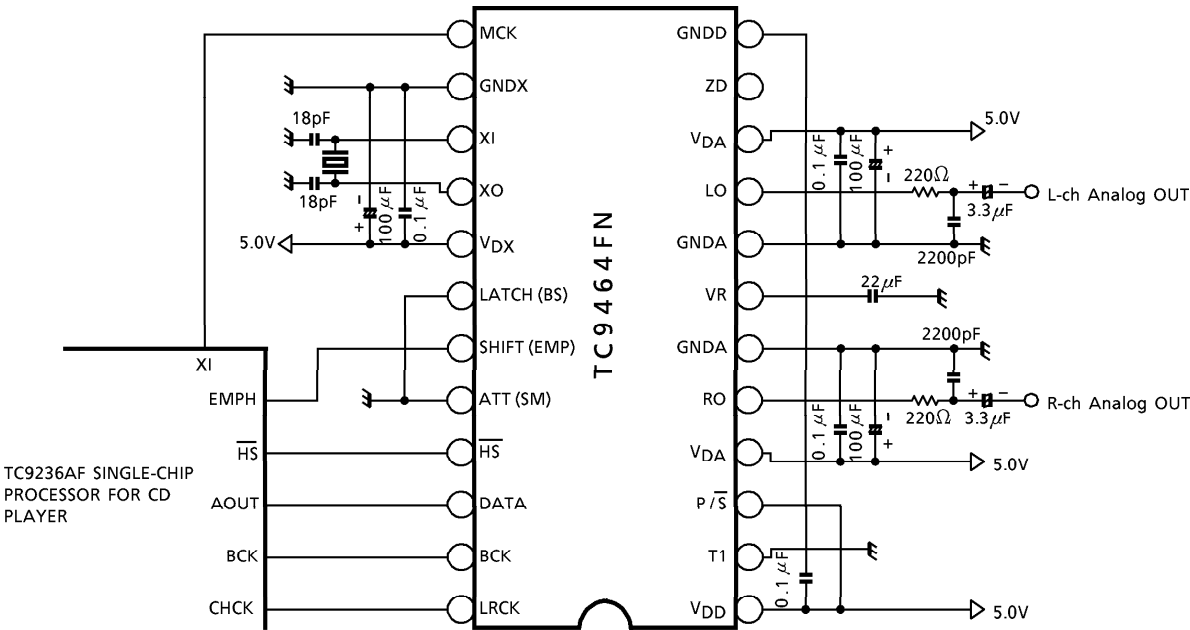 MCK
GNDX
18pF
XI
XO
18pF
100 μF
0.1 μF
5.0V
VDX
LATCH (BS)
SHIFT (EMP)
ATT (SM)
HS
DATA
BCK
LRCK
XI
EMPH
HS
AOUT
BCK
CHCK
TC9236AF SINGLE-CHIP
PROCESSOR FOR CD
PLAYER
TC9464FN
GNDD
ZD
VDA
LO
GNDA
VR
GNDA
RO
VDA
P/S
T1
VDD
5.0V
0.1 μF
100 μF
220Ω
3.3μF
L-ch Analog OUT
2200pF
22μF
2200pF
0.1 μF
100 μF
220Ω
3.3μF
R-ch Analog OUT
5.0V
0.1 μF
5.0V